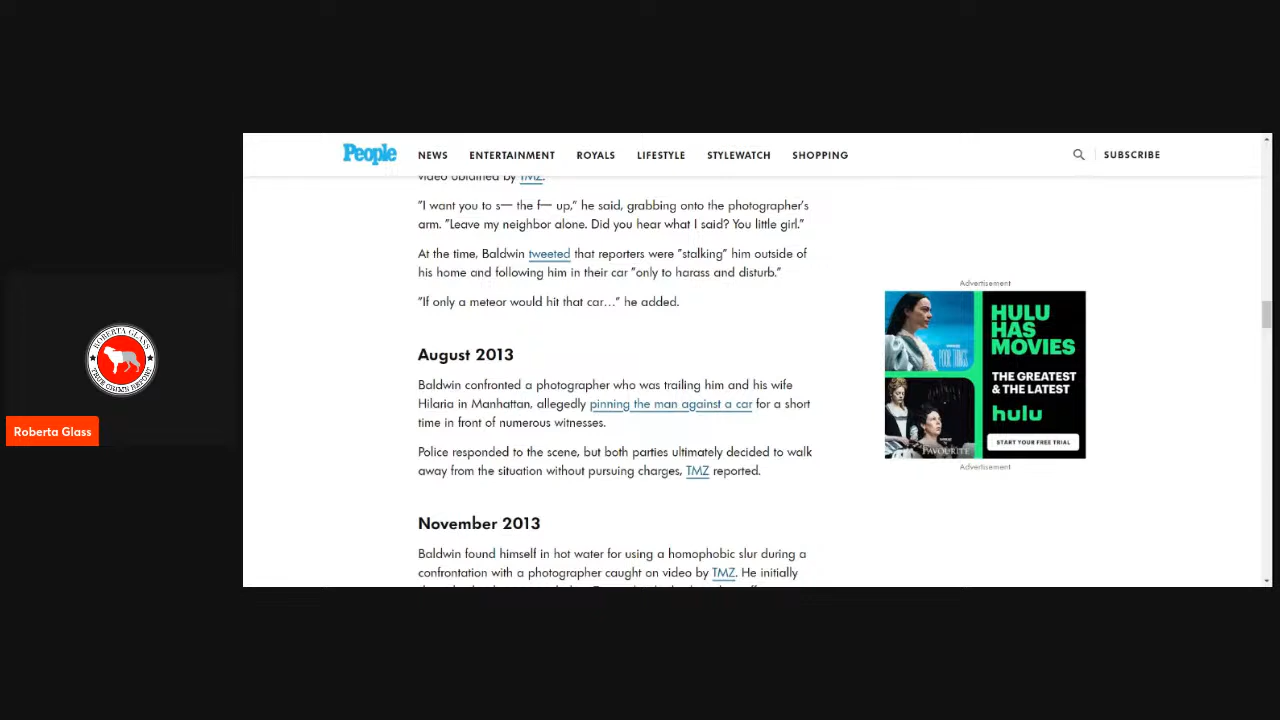 People
NEWS ENTERTAINMENT ROYALS LIFESTYLE STYLEWATCH SHOPPING
SUBSCRIBE
video obtained by TMZ.
"I want you to s— the f— up," he said, grabbing onto the photographer's
arm. "Leave my neighbor alone. Did you hear what I said? You little girl."
At the time, Baldwin tweeted that reporters were "stalking" him outside of
his home and following him in their car "only to harass and disturb."
"If only a meteor would hit that car…" he added.
August 2013
Baldwin confronted a photographer who was trailing him and his wife
Hilaria in Manhattan, allegedly pinning the man against a car for a short
time in front of numerous witnesses.
Police responded to the scene, but both parties ultimately decided to walk
away from the situation without pursuing charges, TMZ reported.
November 2013
Baldwin found himself in hot water for using a homophobic slur during a
confrontation with a photographer caught on video by TMZ. He initially
Advertisement
HULU
HAS
MOVIES
POOR THINGS
THE GREATEST
& THE LATEST
hulu
FAVOURITE
START YOUR FREE TRIAL
Advertisement
ROBERTA GLASS
TRUE CRIME REPORT
Roberta Glass